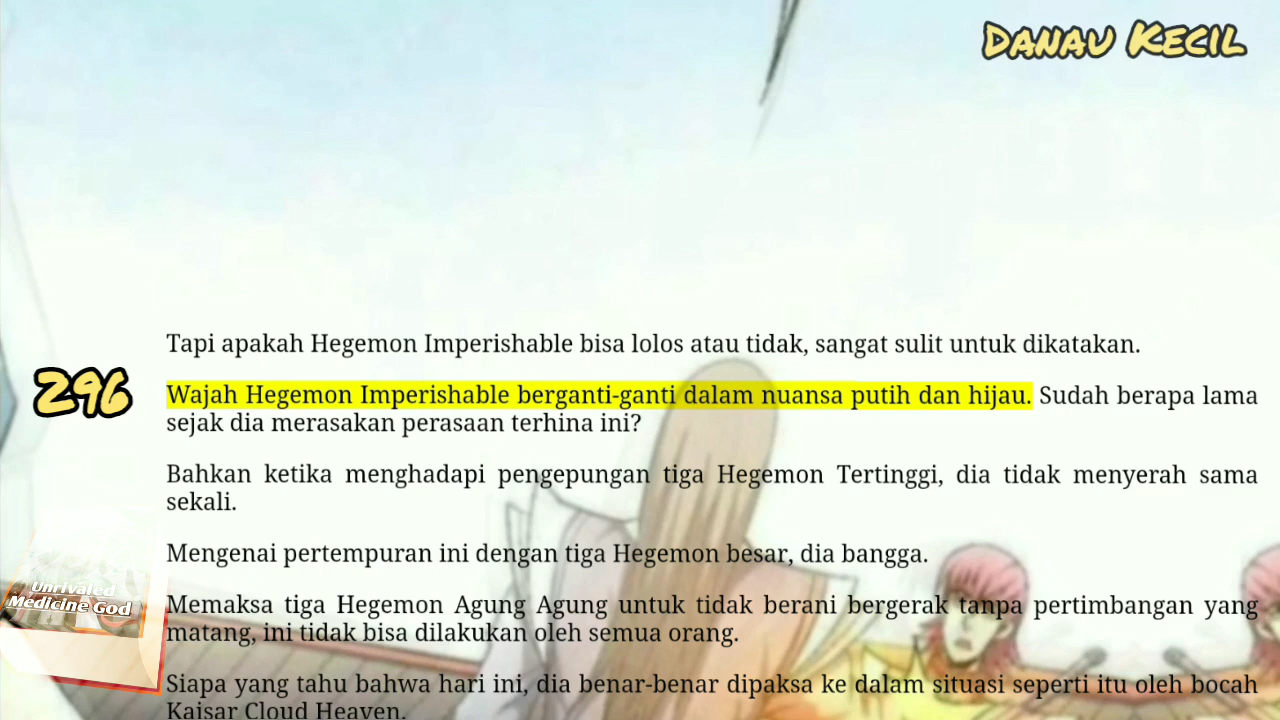 Danau Kecil
Tapi apakah Hegemon Imperishable bisa lolos atau tidak, sangat sulit untuk dikatakan.
296
Wajah Hegemon Imperishable berganti-ganti dalam nuansa putih dan hijau. Sudah berapa lama
sejak dia merasakan perasaan terhina ini?
Bahkan ketika menghadapi pengepungan tiga Hegemon Tertinggi, dia tidak menyerah sama
sekali.
Mengenai pertempuran ini dengan tiga Hegemon besar, dia bangga.
Unrivaled
Medicine God
Memaksa tiga Hegemon Agung Agung untuk tidak berani bergerak tanpa pertimbangan yang
matang, ini tidak bisa dilakukan oleh semua orang.
Siapa yang tahu bahwa hari ini, dia benar-benar dipaksa ke dalam situasi seperti itu oleh bocah
Kaisar Cloud Heaven.